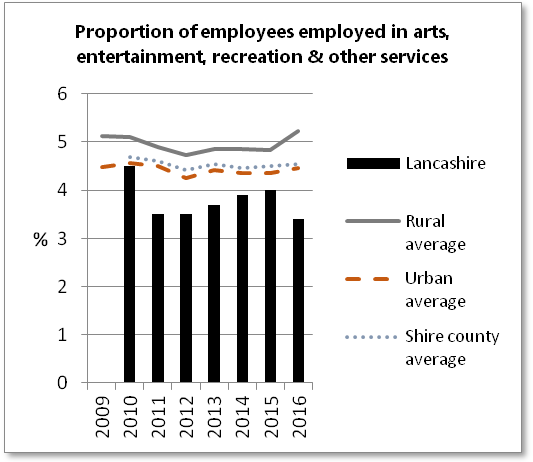 Proportion of employees employed in arts,
entertainment, recreation & other services
6
5
4
3
2
1
0
%
2009
2010
2011
2012
2013
2014
2015
2016
Lancashire
Rural
average
Urban
average
Shire county
average